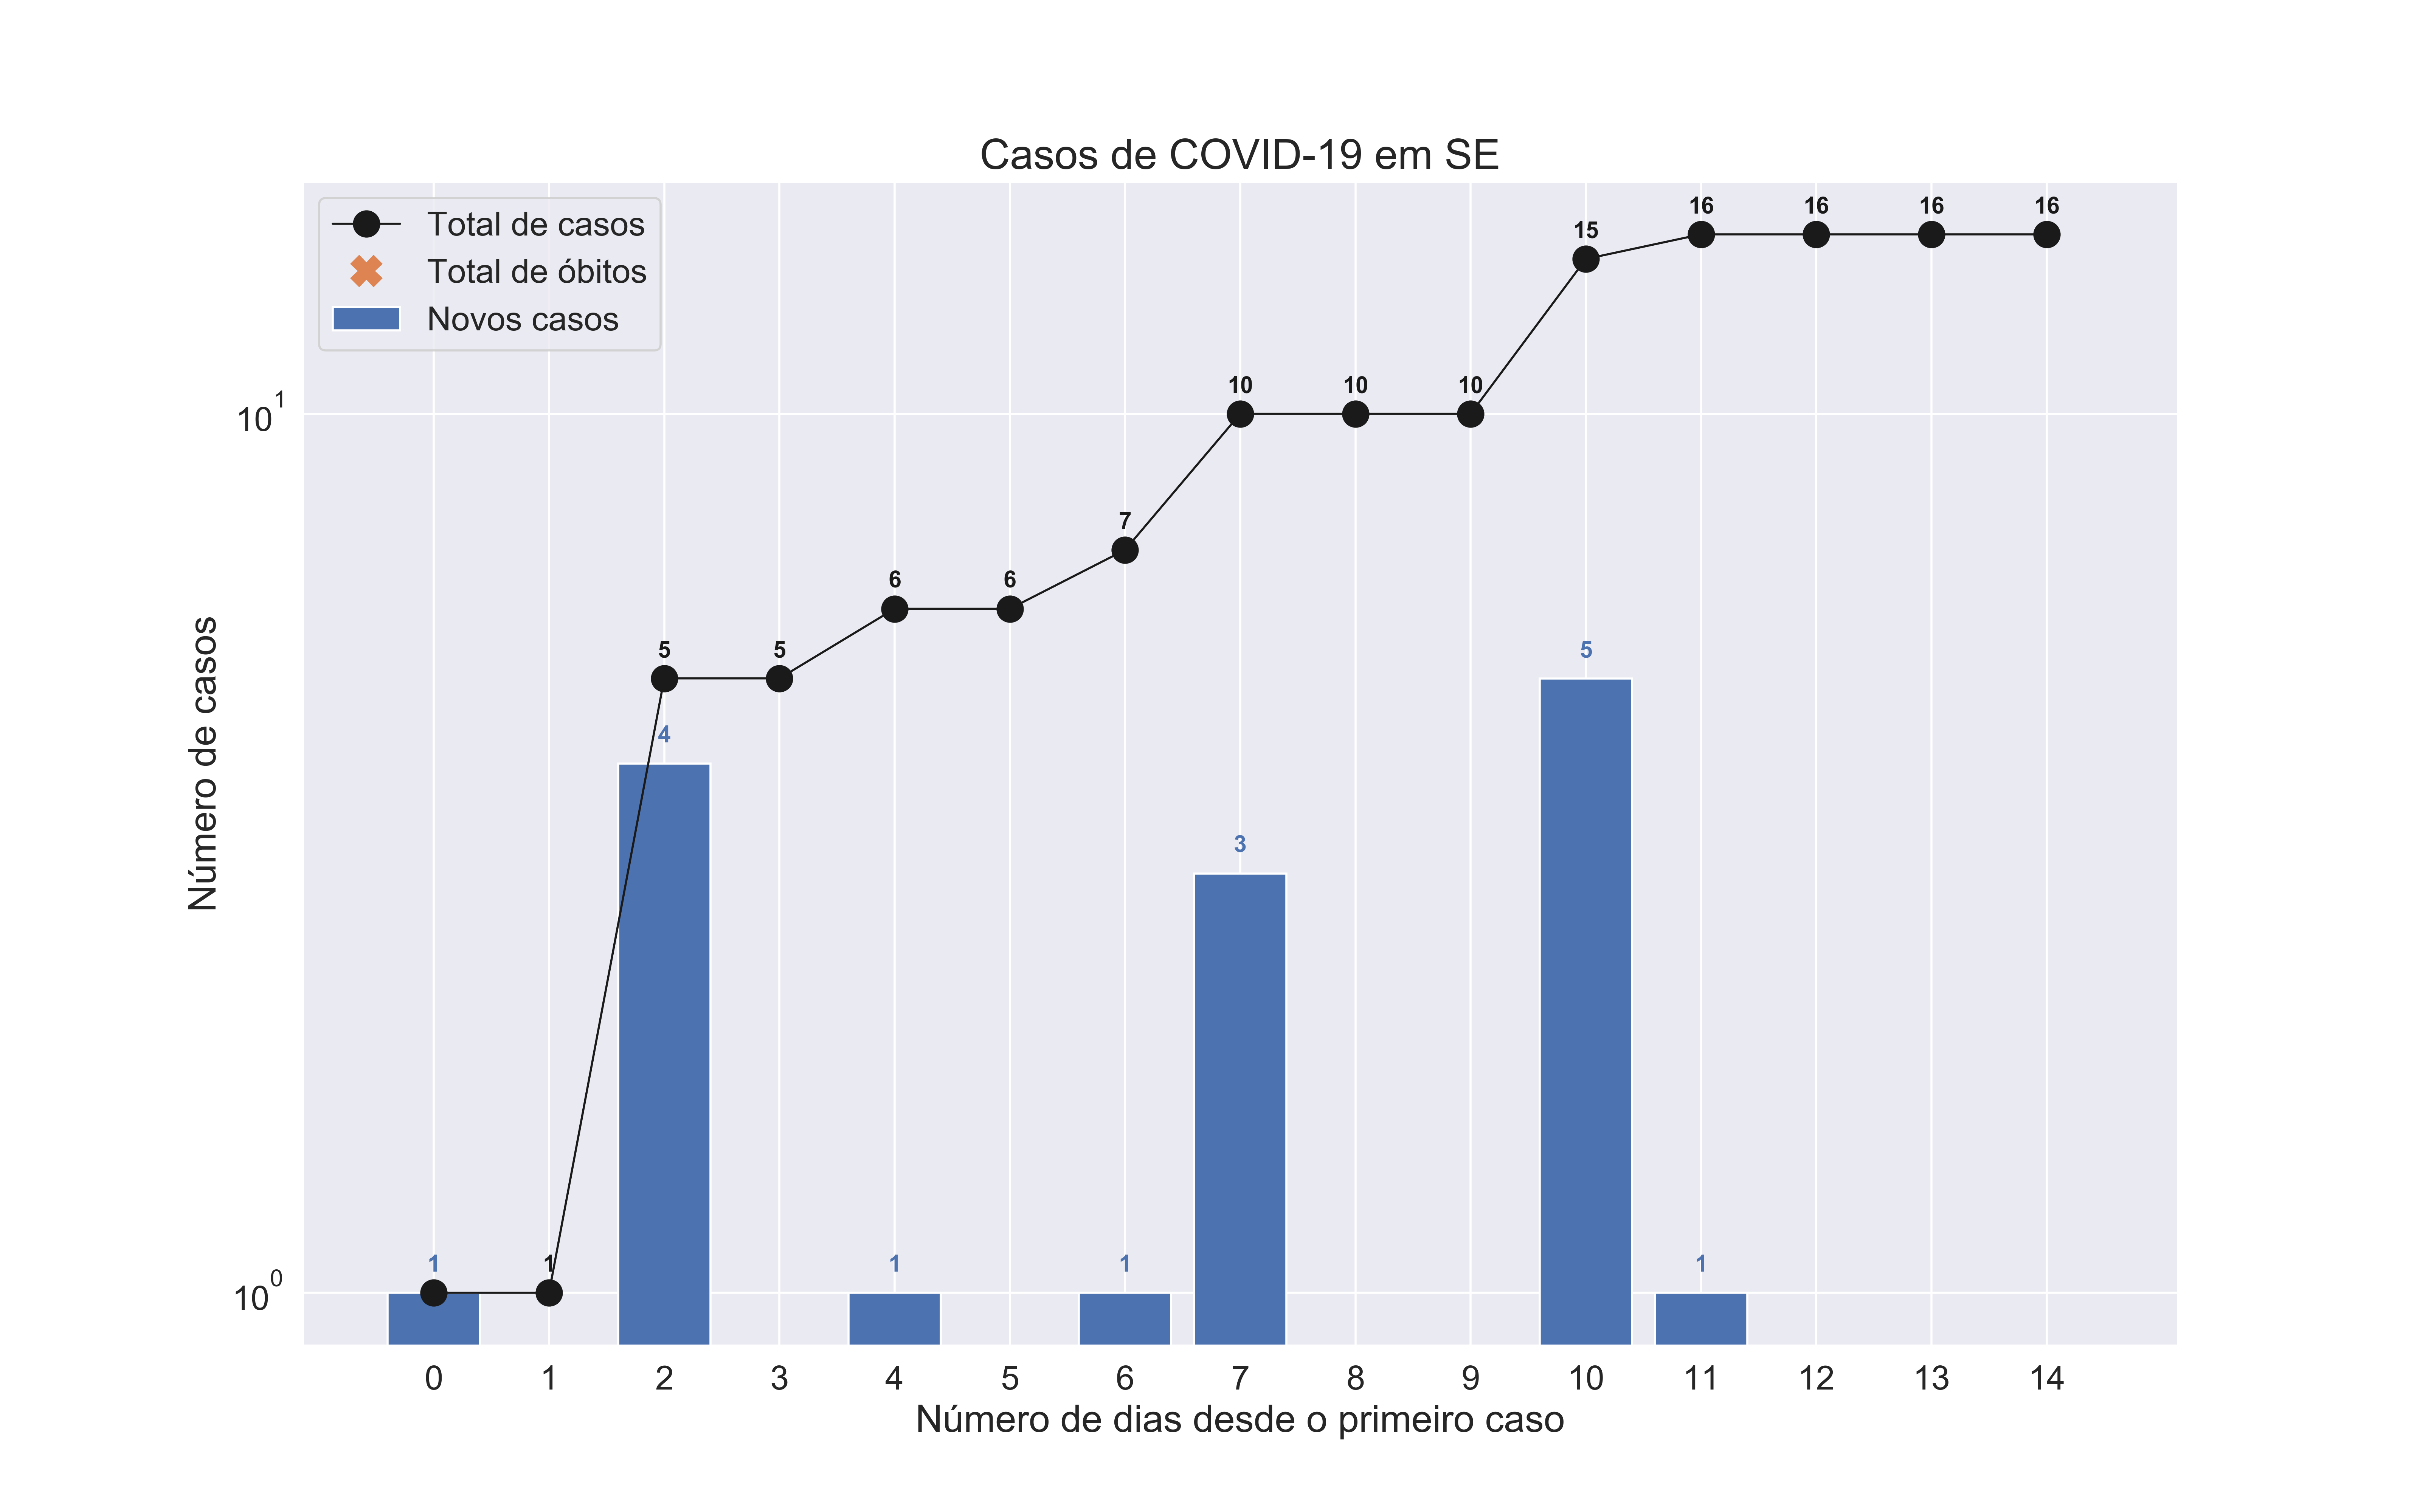 Casos de COVID-19 em SE
Total de casos
Total de óbitos
Novos casos
Número de casos
10^1
10^0
1 1 5 5 6 6 7 10 10 10 15 16 16 16 16
4 1 1 3 5 1
0 1 2 3 4 5 6 7 8 9 10 11 12 13 14
Número de dias desde o primeiro caso